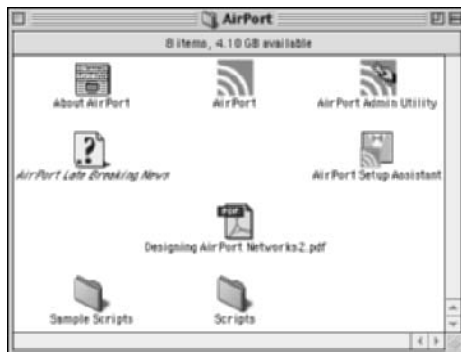 AirPort
8 items, 4.10 GB available
About AirPort
AirPort
AirPort Admin Utility
AirPort Late Breaking News
AirPort Setup Assistant
PDF
Designing AirPort Networks2.pdf
Sample Scripts
Scripts